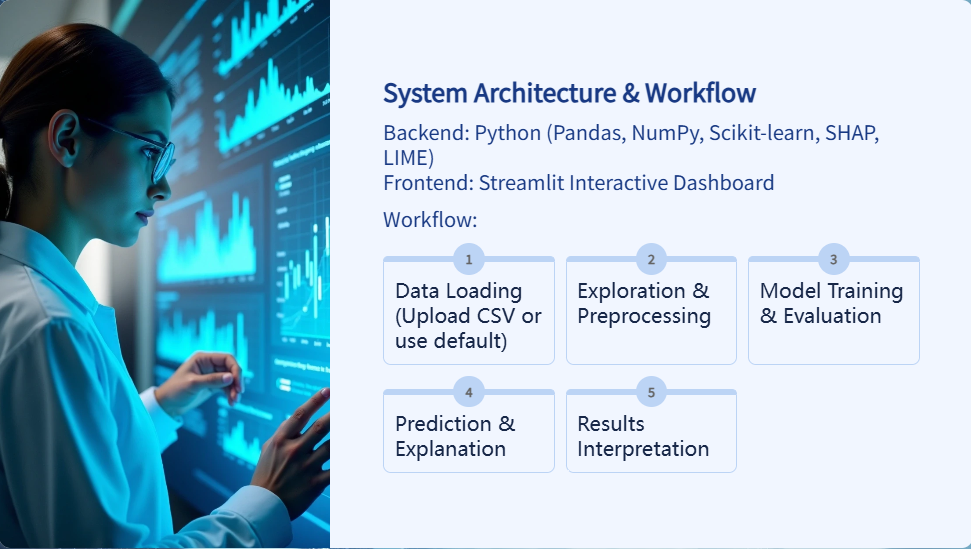 System Architecture & Workflow
Backend: Python (Pandas, NumPy, Scikit-learn, SHAP,
LIME)
Frontend: Streamlit Interactive Dashboard
Workflow:
1
Data Loading
(Upload CSV or
use default)
2
Exploration &
Preprocessing
3
Model Training
& Evaluation
4
Prediction &
Explanation
5
Results
Interpretation